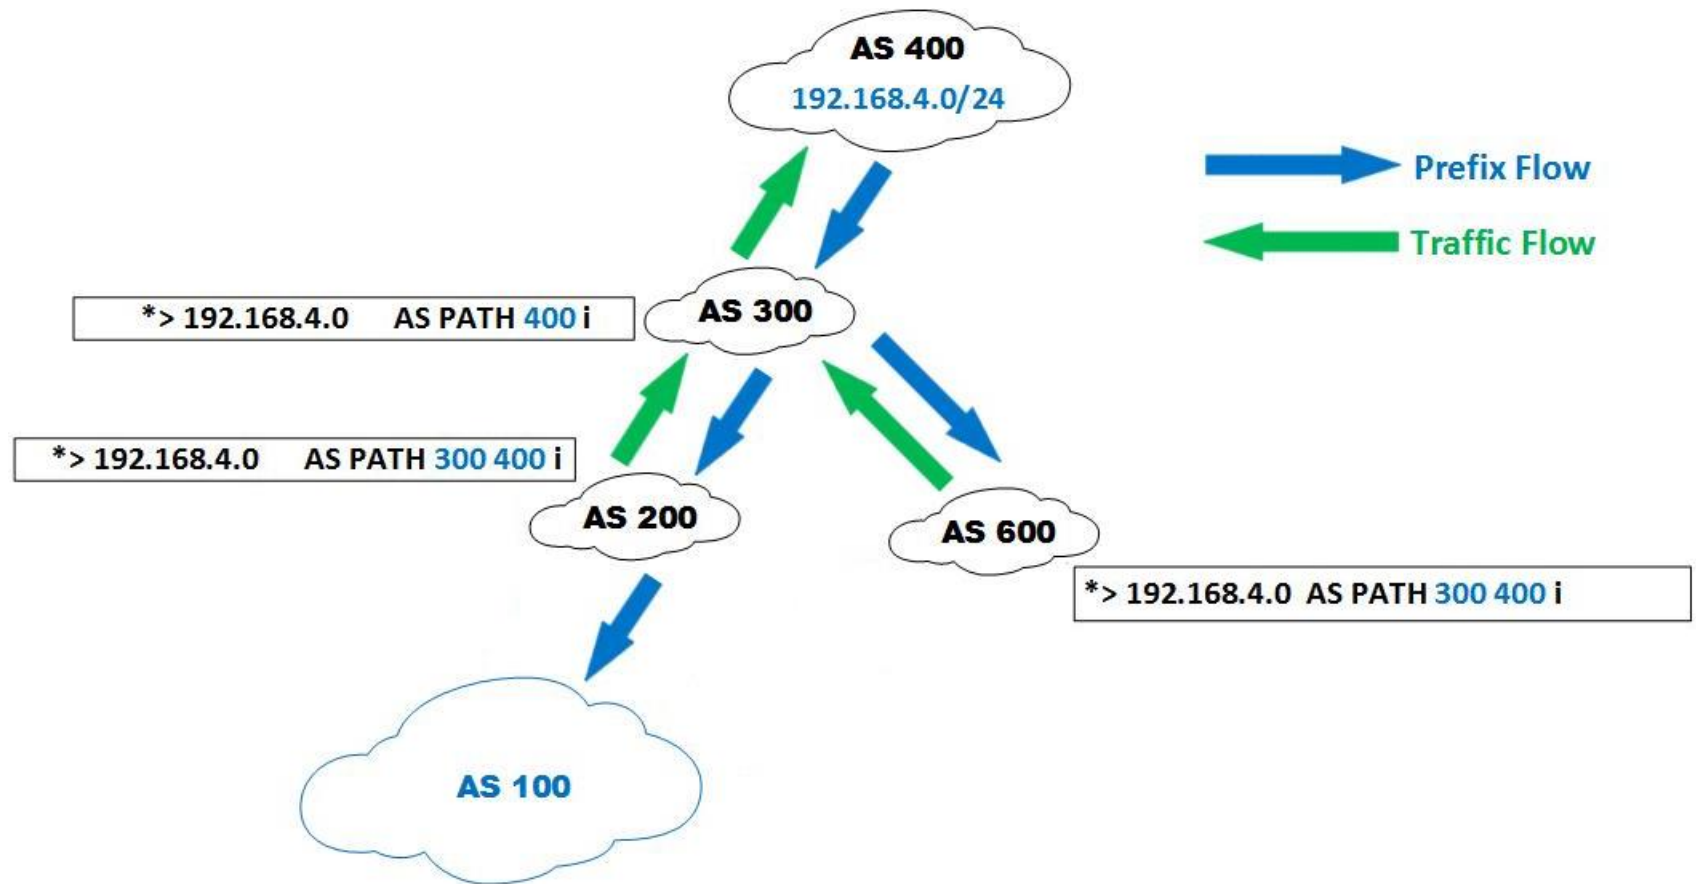 AS 400
192.168.4.0/24
Prefix Flow
Traffic Flow
AS 300
*> 192.168.4.0 AS PATH 400 i
*> 192.168.4.0 AS PATH 300 400 i
AS 200
AS 600
*> 192.168.4.0 AS PATH 300 400 i
AS 100